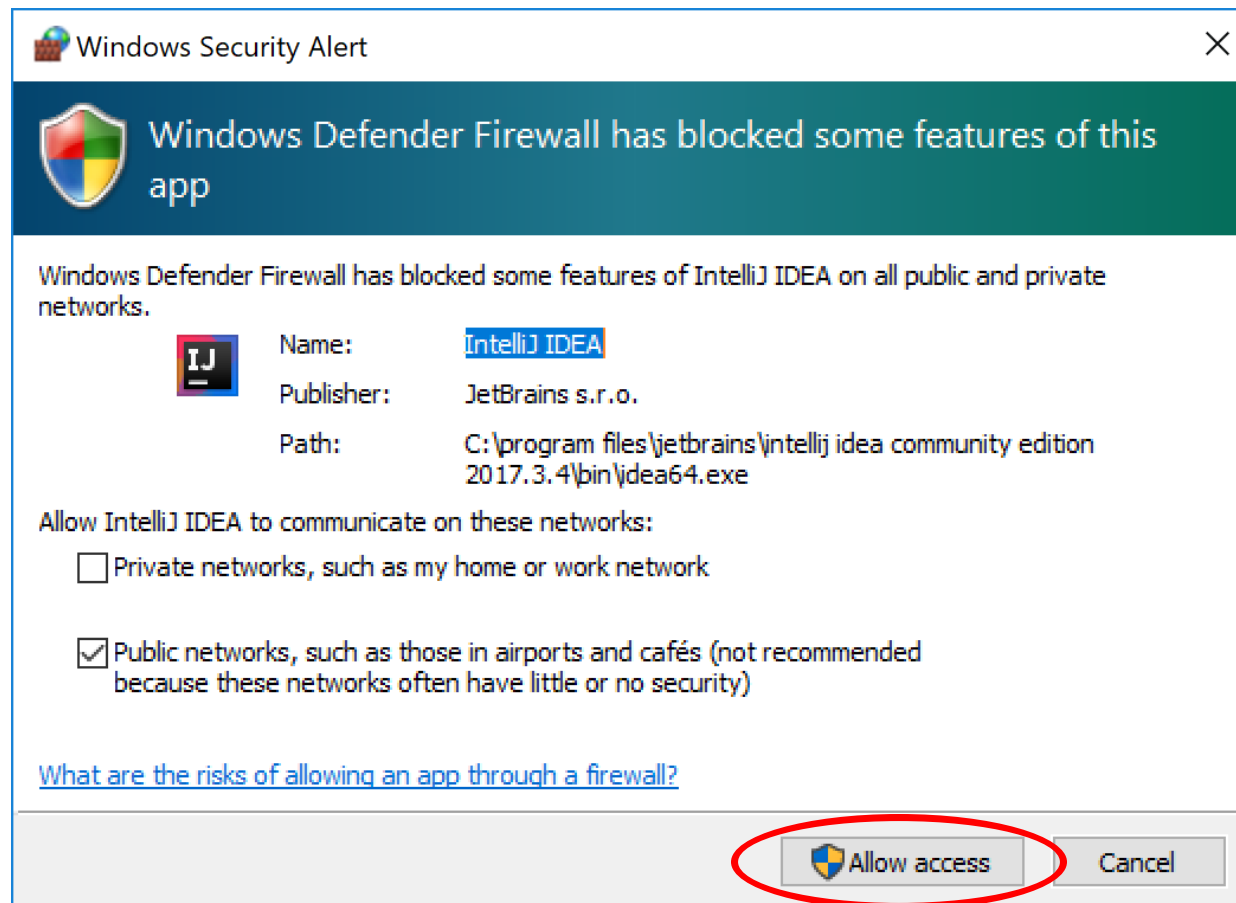 Windows Security Alert
Windows Defender Firewall has blocked some features of this
app
Windows Defender Firewall has blocked some features of IntelliJ IDEA on all public and private
networks.
IJ
Name: IntelliJ IDEA
Publisher: JetBrains s.r.o.
Path: C:\program files\jetbrains\intellij idea community edition
2017.3.4\bin\idea64.exe
Allow IntelliJ IDEA to communicate on these networks:
Private networks, such as my home or work network
Public networks, such as those in airports and cafés (not recommended
because these networks often have little or no security)
What are the risks of allowing an app through a firewall?
Allow access Cancel